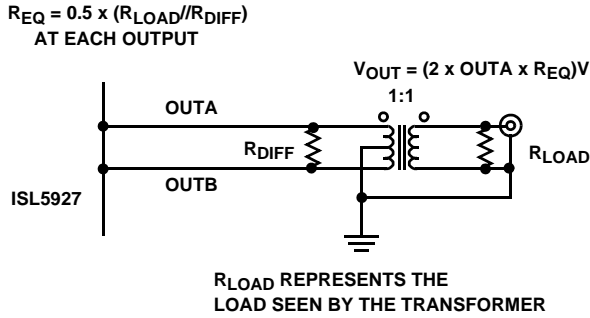 REQ = 0.5 x (RLOAD//RDIFF)
AT EACH OUTPUT
VOUT = (2 x OUTA x REQ)V
1:1
OUTA
RDIFF
RLOAD
OUTB
ISL5927
RLOAD REPRESENTS THE
LOAD SEEN BY THE TRANSFORMER